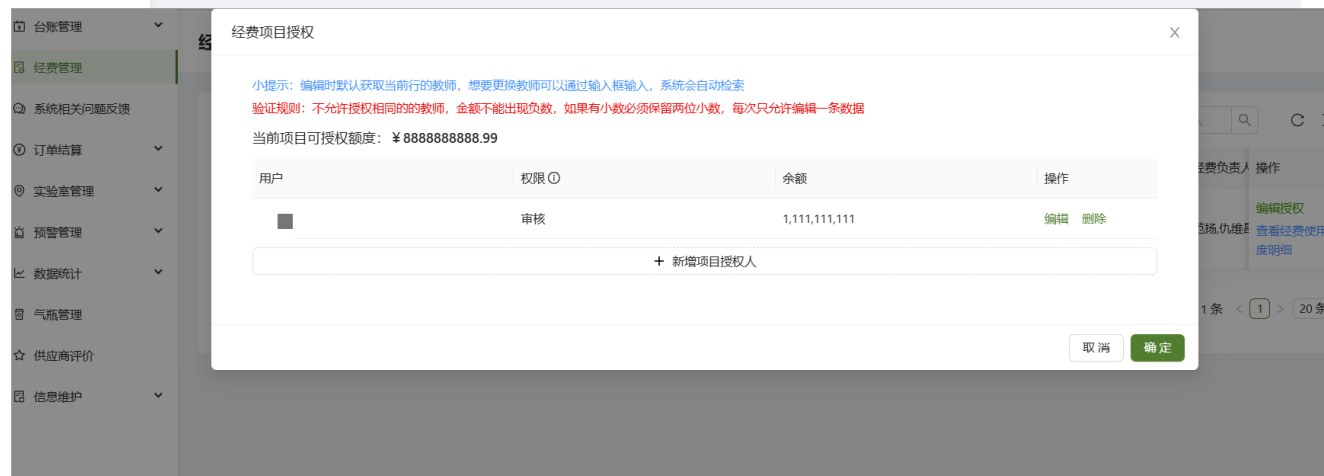 台账管理
经费管理
系统相关问题反馈
订单结算
实验室管理
预警管理
数据统计
气瓶管理
供应商评价
信息维护
经费项目授权
小提示：编辑时默认获取当前行的教师，想要更换教师可以通过输入框输入，系统会自动检索
验证规则：不允许授权相同的的教师，金额不能出现负数，如果有小数必须保留两位小数，每次只允许编辑一条数据
当前项目可授权额度：￥8888888888.99
用户 权限 余额 操作
审核 1,111,111,111 编辑 删除
+ 新增项目授权人
取 消 确 定
经费负责人 操作
编辑授权
查看经费使用
度明细
1 条 < 1 > 20 条